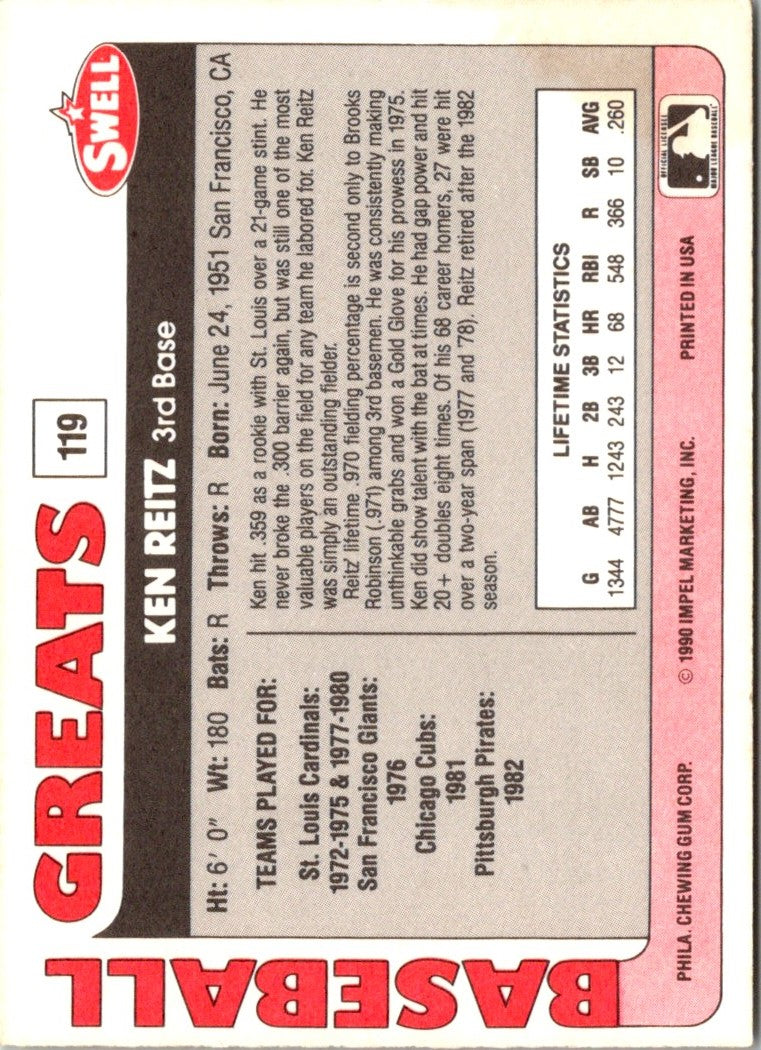 BASEBALL
GREATS
119
SWELL
KEN REITZ 3rd Base
Ht: 6' 0" Wt: 180 Bats: R Throws: R Born: June 24, 1951 San Francisco, CA
TEAMS PLAYED FOR:
St. Louis Cardinals:
1972-1975 & 1977-1980
San Francisco Giants:
1976
Chicago Cubs:
1981
Pittsburgh Pirates:
1982
Ken hit .359 as a rookie with St. Louis over a 21-game stint. He
never broke the .300 barrier again, but was still one of the most
valuable players on the field for any team he labored for. Ken Reitz
was simply an outstanding fielder.
Reitz' lifetime .970 fielding percentage is second only to Brooks
Robinson (.971) among 3rd basemen. He was consistently making
unthinkable grabs and won a Gold Glove for his prowess in 1975.
Ken did show talent with the bat at times. He had gap power and hit
20+ doubles eight times. Of his 68 career homers, 27 were hit
over a two-year span (1977 and '78). Reitz retired after the 1982
season.
LIFETIME STATISTICS
G AB H 2B 3B HR RBI R SB AVG
1344 4777 1243 243 12 68 548 366 10 .260
PHILA. CHEWING GUM CORP. © 1990 IMPEL MARKETING, INC. PRINTED IN USA
OFFICIAL LICENSEE
MAJOR LEAGUE BASEBALL